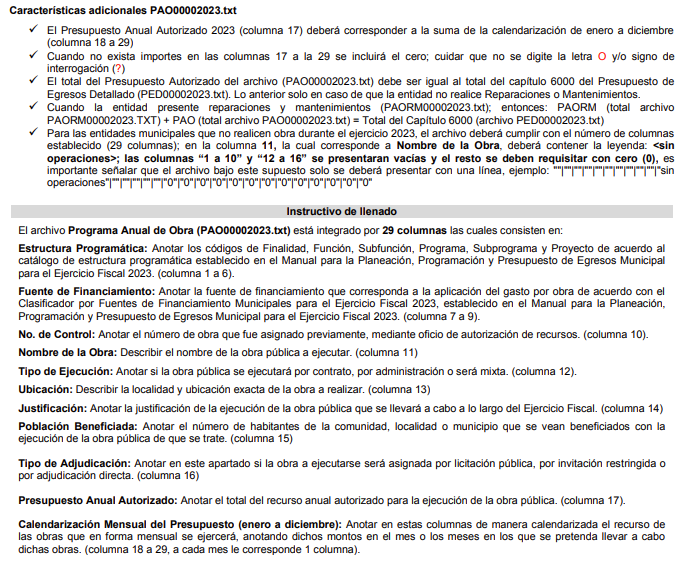 Características adicionales PAO00002023.txt
✓ El Presupuesto Anual Autorizado 2023 (columna 17) deberá corresponder a la suma de la calendarización de enero a diciembre
(columna 18 a 29)
✓ Cuando no exista importes en las columnas 17 a la 29 se incluirá el cero; cuidar que no se digite la letra O y/o signo de
interrogación (?)
✓ El total del Presupuesto Autorizado del archivo (PAO00002023.txt) debe ser igual al total del capítulo 6000 del Presupuesto de
Egresos Detallado (PED00002023.txt). Lo anterior solo en caso de que la entidad no realice Reparaciones o Mantenimientos.
✓ Cuando la entidad presente reparaciones y mantenimientos (PAORM00002023.txt); entonces: PAORM (total archivo
PAORM00002023.TXT) + PAO (total archivo PAO00002023.txt) = Total del Capítulo 6000 (archivo PED00002023.txt)
✓ Para las entidades municipales que no realicen obra durante el ejercicio 2023, el archivo deberá cumplir con el número de columnas
establecido (29 columnas); en la columna 11, la cual corresponde a Nombre de la Obra, deberá contener la leyenda: <sin
operaciones>; las columnas “1 a 10” y “12 a 16” se presentaran vacías y el resto se deben requisitar con cero (0), es
importante señalar que el archivo bajo este supuesto solo se deberá presentar con una línea, ejemplo: ""|""|""|""|""|""|""|""|""|""|"sin
operaciones"|""|""|""|""|""|"0"|"0"|"0"|"0"|"0"|"0"|"0"|"0"|"0"|"0"|"0"|"0"|"0"
Instructivo de llenado
El archivo Programa Anual de Obra (PAO00002023.txt) está integrado por 29 columnas las cuales consisten en:
Estructura Programática: Anotar los códigos de Finalidad, Función, Subfunción, Programa, Subprograma y Proyecto de acuerdo al
catálogo de estructura programática establecido en el Manual para la Planeación, Programación y Presupuesto de Egresos Municipal
para el Ejercicio Fiscal 2023. (columna 1 a 6).
Fuente de Financiamiento: Anotar la fuente de financiamiento que corresponda a la aplicación del gasto por obra de acuerdo con el
Clasificador por Fuentes de Financiamiento Municipales para el Ejercicio Fiscal 2023, establecido en el Manual para la Planeación,
Programación y Presupuesto de Egresos Municipal para el Ejercicio Fiscal 2023. (columna 7 a 9).
No. de Control: Anotar el número de obra que fue asignado previamente, mediante oficio de autorización de recursos. (columna 10).
Nombre de la Obra: Describir el nombre de la obra pública a ejecutar. (columna 11)
Tipo de Ejecución: Anotar si la obra pública se ejecutará por contrato, por administración o será mixta. (columna 12).
Ubicación: Describir la localidad y ubicación exacta de la obra a realizar. (columna 13)
Justificación: Anotar la justificación de la ejecución de la obra pública que se llevará a cabo a lo largo del Ejercicio Fiscal. (columna 14)
Población Beneficiada: Anotar el número de habitantes de la comunidad, localidad o municipio que se vean beneficiados con la
ejecución de la obra pública de que se trate. (columna 15)
Tipo de Adjudicación: Anotar en este apartado si la obra a ejecutarse será asignada por licitación pública, por invitación restringida o
por adjudicación directa. (columna 16)
Presupuesto Anual Autorizado: Anotar el total del recurso anual autorizado para la ejecución de la obra pública. (columna 17).
Calendarización Mensual del Presupuesto (enero a diciembre): Anotar en estas columnas de manera calendarizada el recurso de
las obras que en forma mensual se ejercerá, anotando dichos montos en el mes o los meses en los que se pretenda llevar a cabo
dichas obras. (columna 18 a 29, a cada mes le corresponde 1 columna).